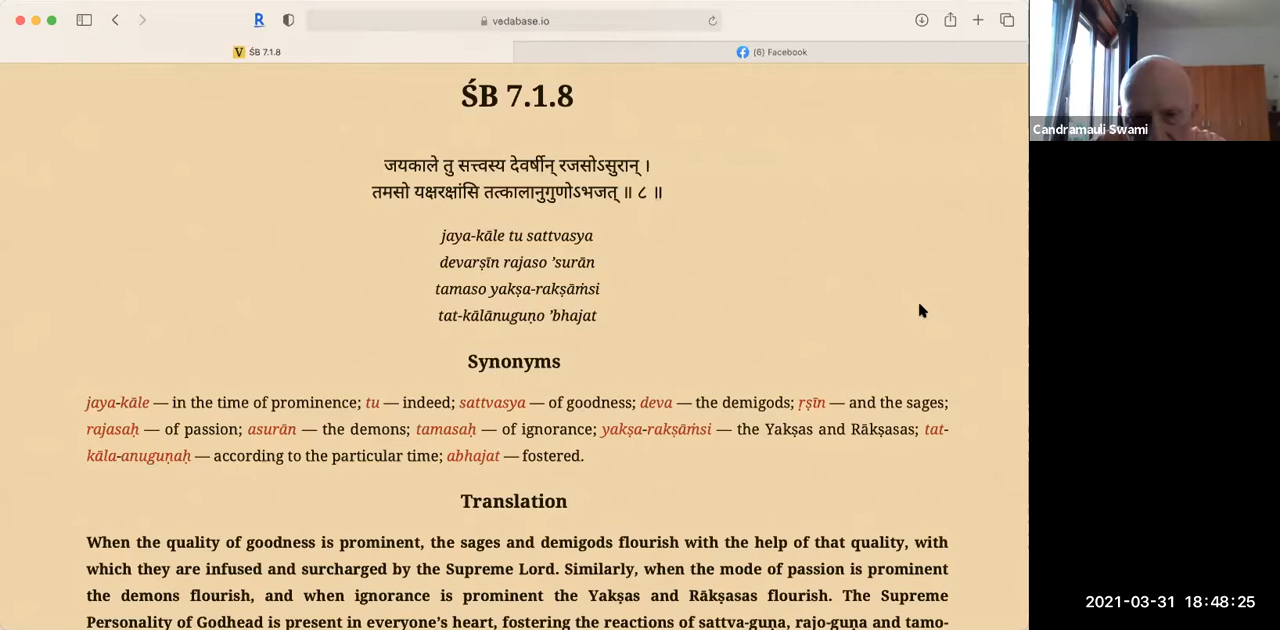 vedabase.io
ŚB 7.1.8
(6) Facebook
ŚB 7.1.8
जयकाले तु सत्त्वस्य देवर्षीन् रजसोऽसुरान् ।
तमसो यक्षरक्षांसि तत्कालानुगुणोऽभजत् ॥ ८ ॥
jaya-kāle tu sattvasya
devarṣīn rajaso ’surān
tamaso yakṣa-rakṣāṁsi
tat-kālānuguṇo ’bhajat
Synonyms
jaya-kāle — in the time of prominence; tu — indeed; sattvasya — of goodness; deva — the demigods; ṛṣīn — and the sages;
rajasaḥ — of passion; asurān — the demons; tamasaḥ — of ignorance; yakṣa-rakṣāṁsi — the Yakṣas and Rākṣasas; tat-
kāla-anuguṇaḥ — according to the particular time; abhajat — fostered.
Translation
When the quality of goodness is prominent, the sages and demigods flourish with the help of that quality, with
which they are infused and surcharged by the Supreme Lord. Similarly, when the mode of passion is prominent
the demons flourish, and when ignorance is prominent the Yakṣas and Rākṣasas flourish. The Supreme
Personality of Godhead is present in everyone’s heart, fostering the reactions of sattva-guṇa, rajo-guṇa and tamo-
Candramauli Swami
2021-03-31 18:48:25